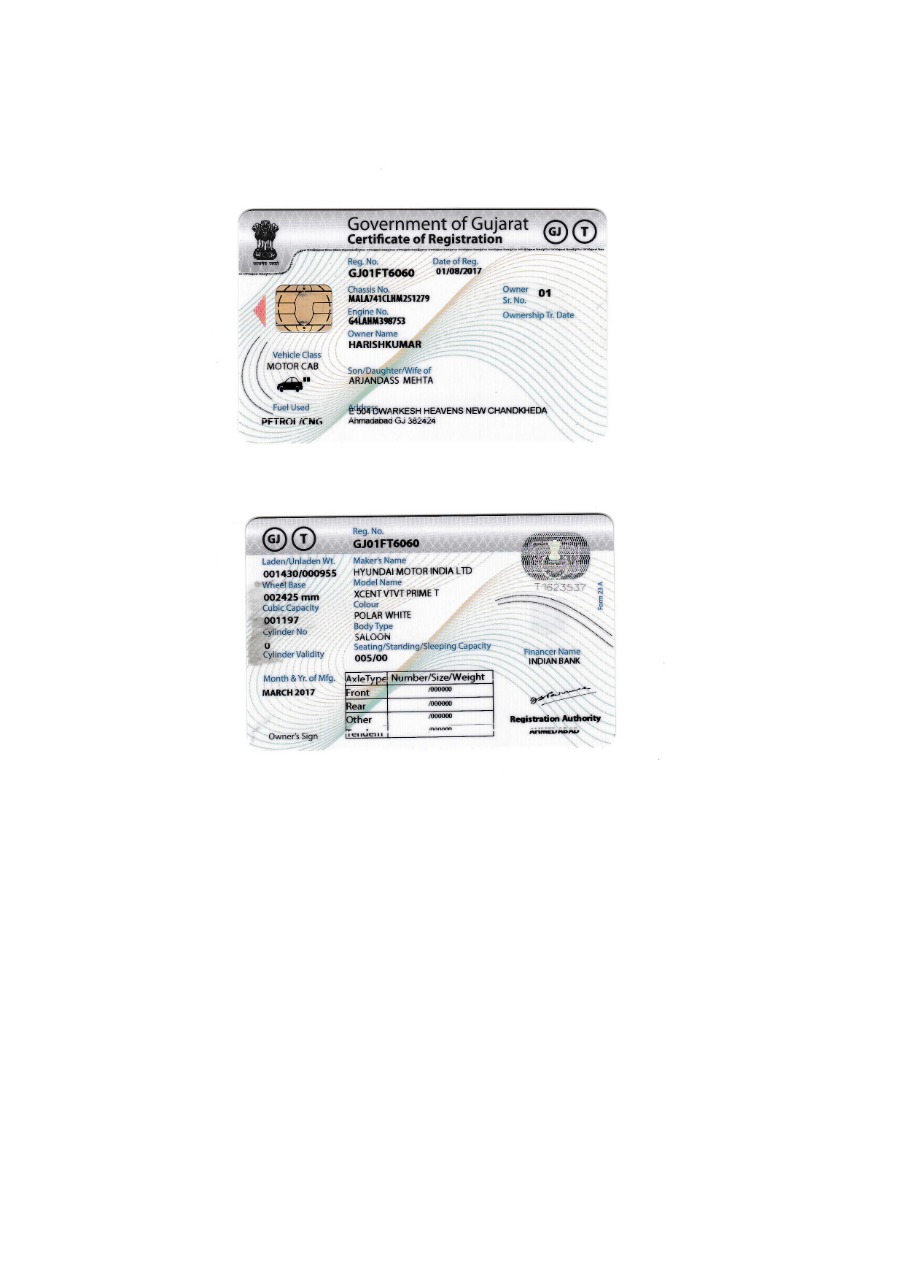 Government of Gujarat
Certificate of Registration
GJ T
Reg. No. Date of Reg.
GJ01FT6060 01/08/2017
Chassis No.
MALA741CLHM251279
Owner Sr. No. 01
Engine No.
G4LAHM398753
Ownership Tr. Date
Owner Name
HARISHKUMAR
Vehicle Class
MOTOR CAB
Son/Daughter/Wife of
ARJANDASS MEHTA
Fuel Used
PETROL/CNG
Address
E 504 DWARKESH HEAVENS NEW CHANDKHEDA
Ahmadabad GJ 382424
GJ T
Reg. No.
GJ01FT6060
Laden/Unladen Wt.
001430/000955
Wheel Base
002425 mm
Cubic Capacity
001197
Cylinder No
0
Cylinder Validity
Month & Yr. of Mfg.
MARCH 2017
Owner's Sign
Maker's Name
HYUNDAI MOTOR INDIA LTD
Model Name
XCENT VTVT PRIME T
Colour
POLAR WHITE
Body Type
SALOON
Seating/Standing/Sleeping Capacity
005/00
AxleType Number/Size/Weight
Front /000000
Rear /000000
Other /000000
Tendem /000000
T1623537
Form 23 A
Financer Name
INDIAN BANK
Registration Authority
AHMEDABAD